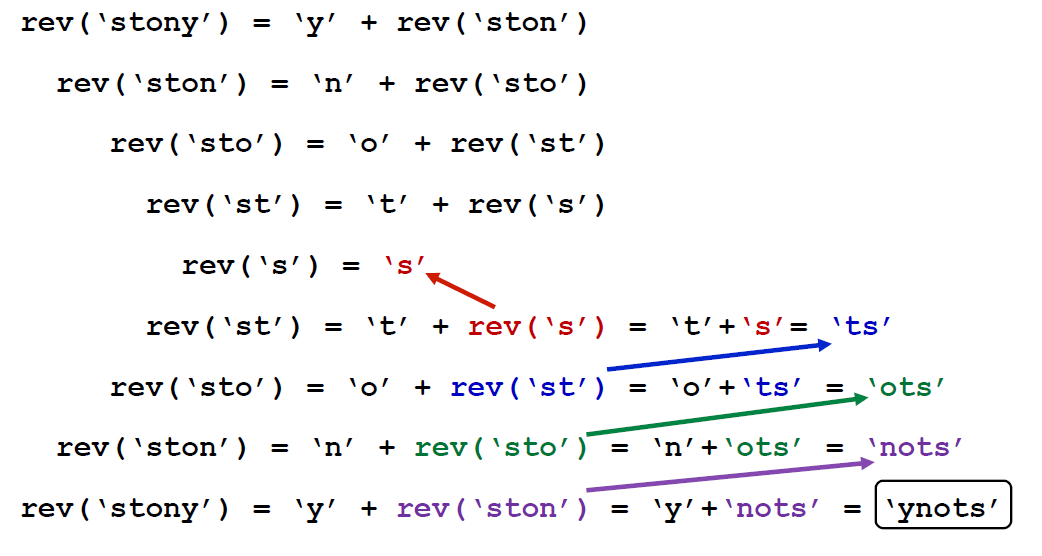 rev(‘stony’) = ‘y’ + rev(‘ston’)
rev(‘ston’) = ‘n’ + rev(‘sto’)
rev(‘sto’) = ‘o’ + rev(‘st’)
rev(‘st’) = ‘t’ + rev(‘s’)
rev(‘s’) = ‘s’
rev(‘st’) = ‘t’ + rev(‘s’) = ‘t’+‘s’= ‘ts’
rev(‘sto’) = ‘o’ + rev(‘st’) = ‘o’+‘ts’ = ‘ots’
rev(‘ston’) = ‘n’ + rev(‘sto’) = ‘n’+‘ots’ = ‘nots’
rev(‘stony’) = ‘y’ + rev(‘ston’) = ‘y’+‘nots’ = ‘ynots’